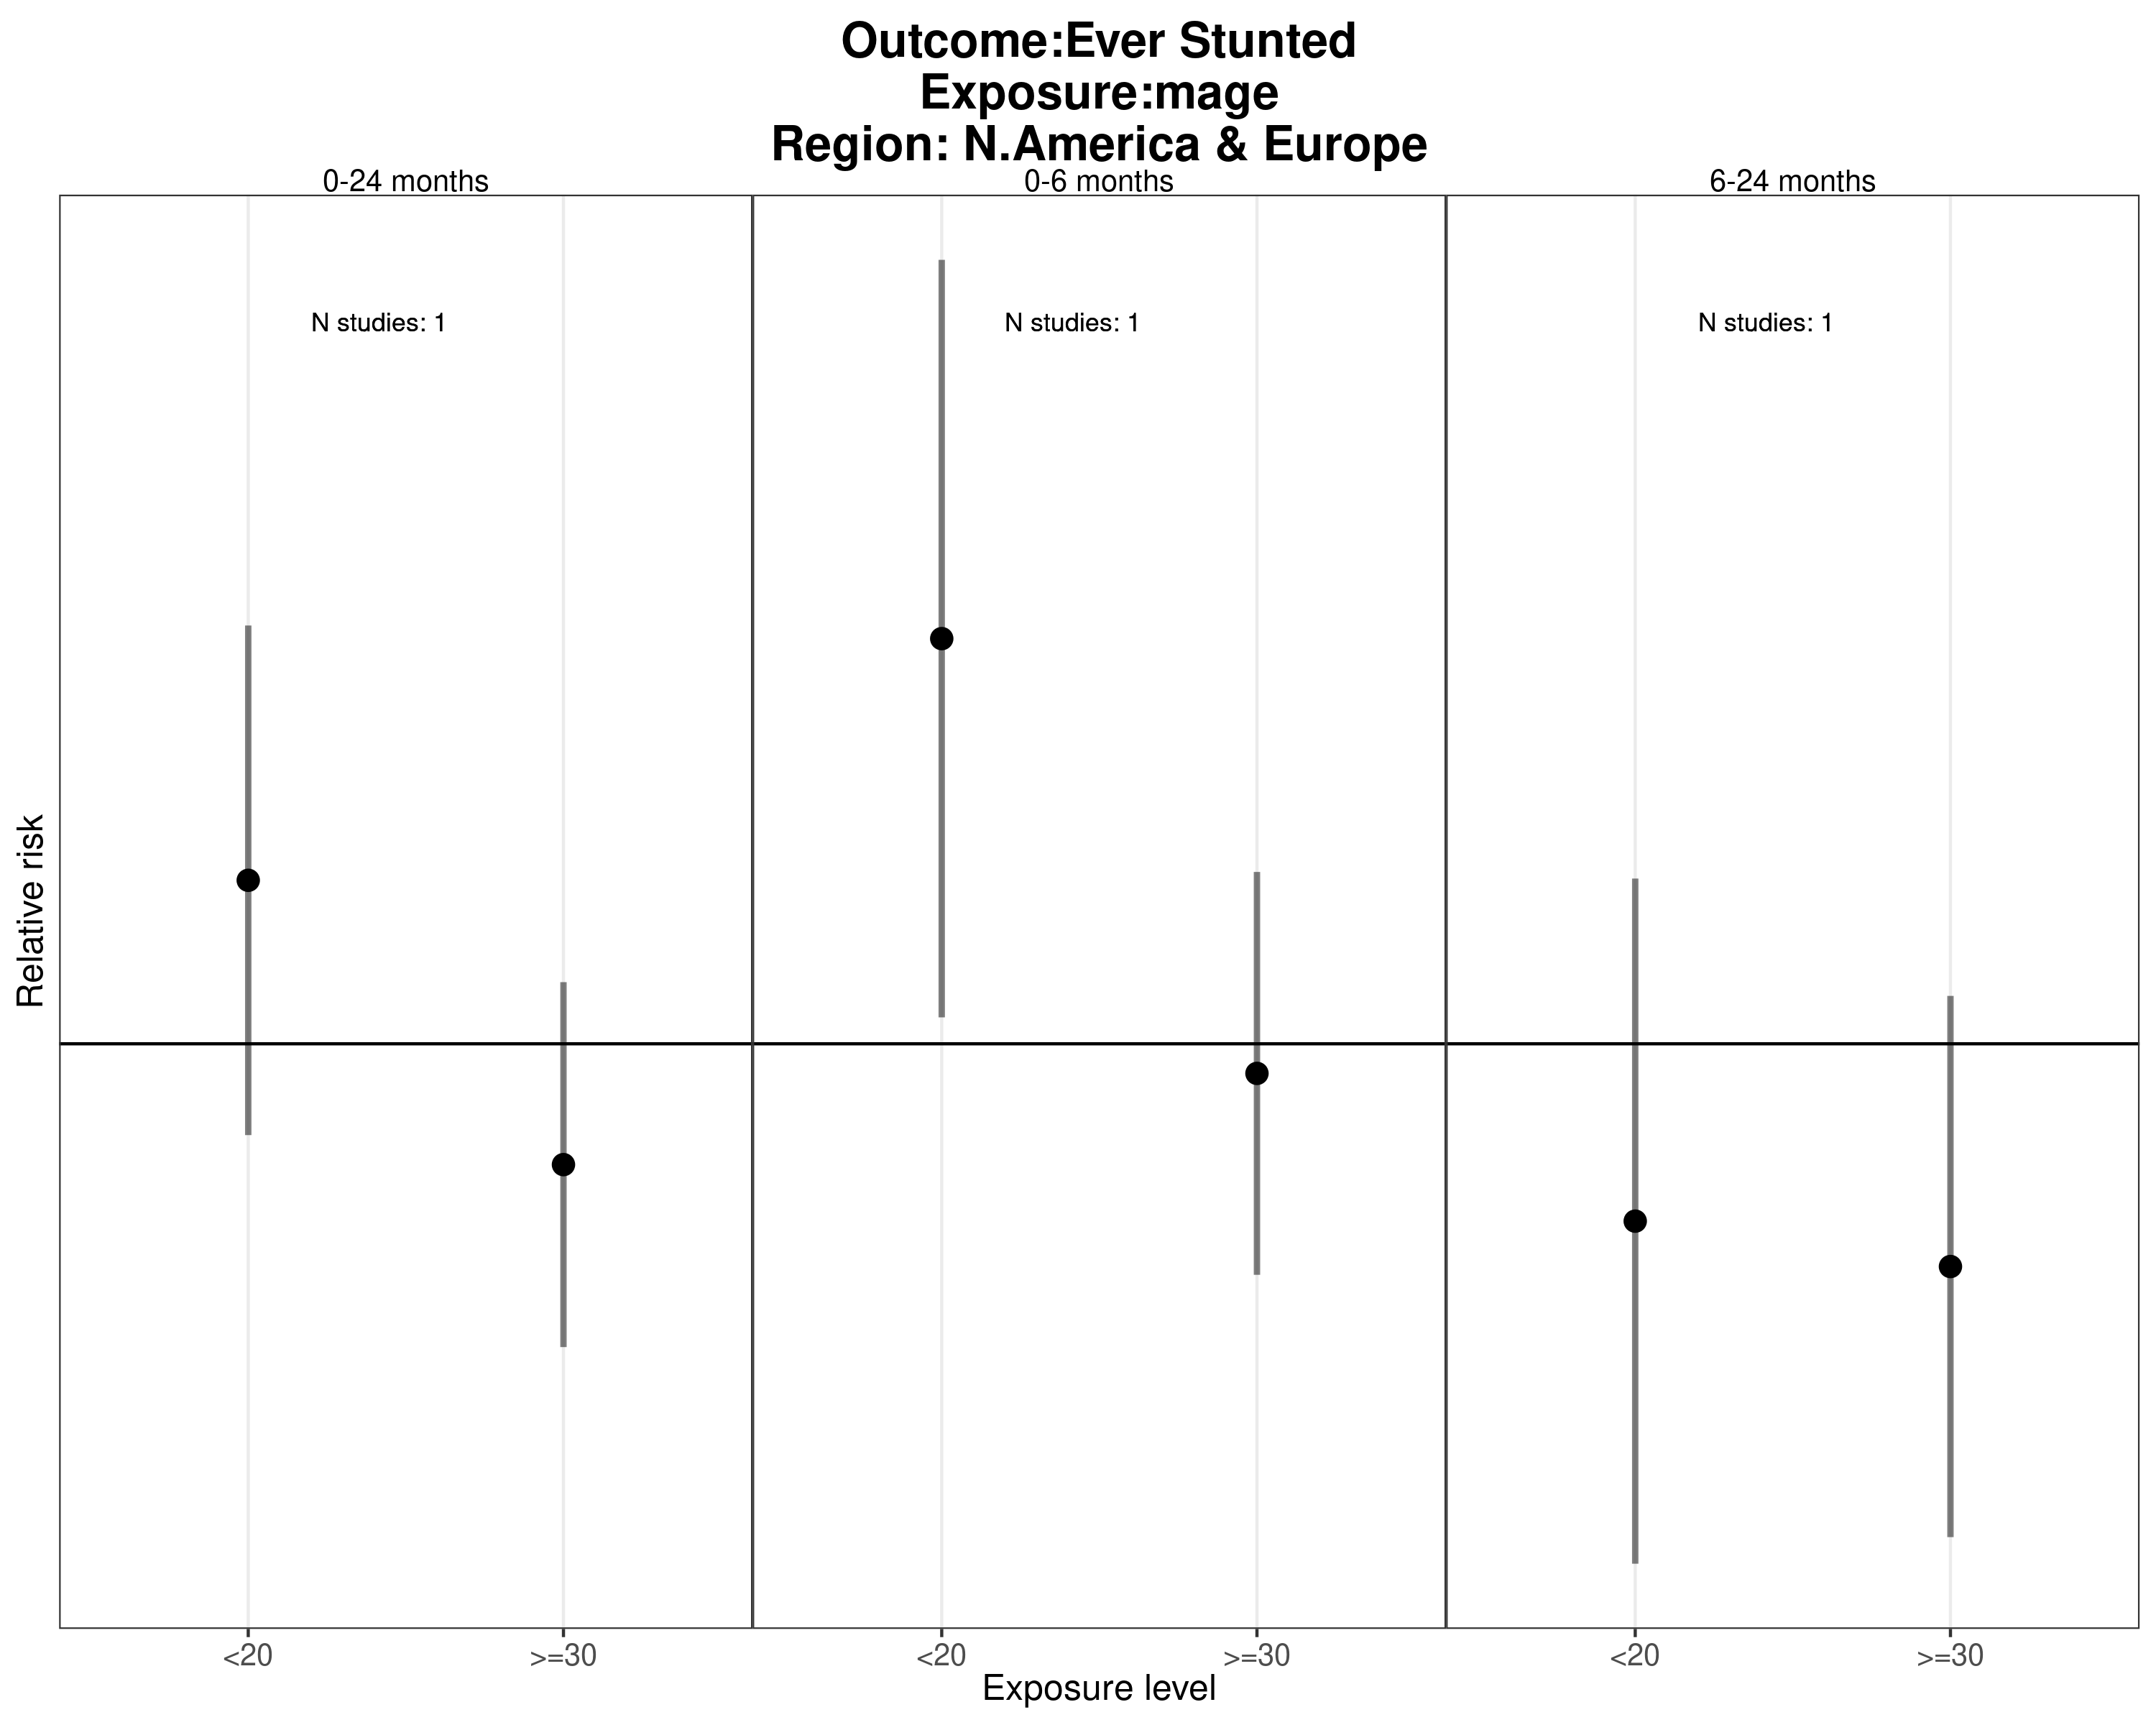 Outcome:Ever Stunted
Exposure:mage
Region: N.America & Europe
0-24 months
0-6 months
6-24 months
N studies: 1
N studies: 1
N studies: 1
Relative risk
<20
>=30
<20
>=30
<20
>=30
Exposure level